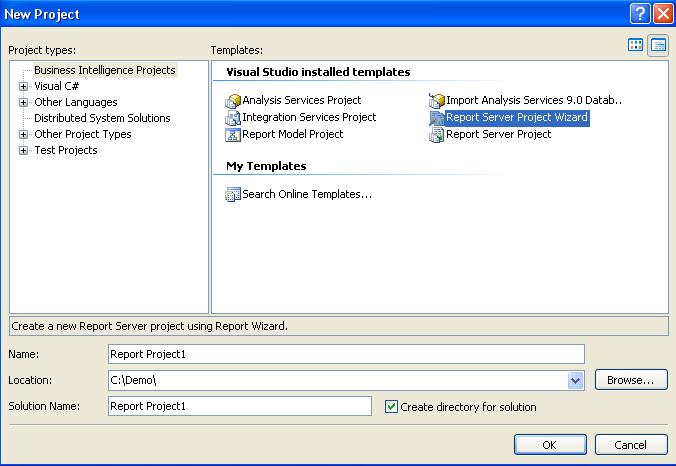 New Project
Project types:
Templates:
Business Intelligence Projects
Visual C#
Other Languages
Distributed System Solutions
Other Project Types
Test Projects
Visual Studio installed templates
Analysis Services Project
Import Analysis Services 9.0 Datab..
Integration Services Project
Report Server Project Wizard
Report Model Project
Report Server Project
My Templates
Search Online Templates...
Create a new Report Server project using Report Wizard.
Name:
Report Project1
Location:
C:\Demo\
Browse...
Solution Name:
Report Project1
Create directory for solution
OK
Cancel